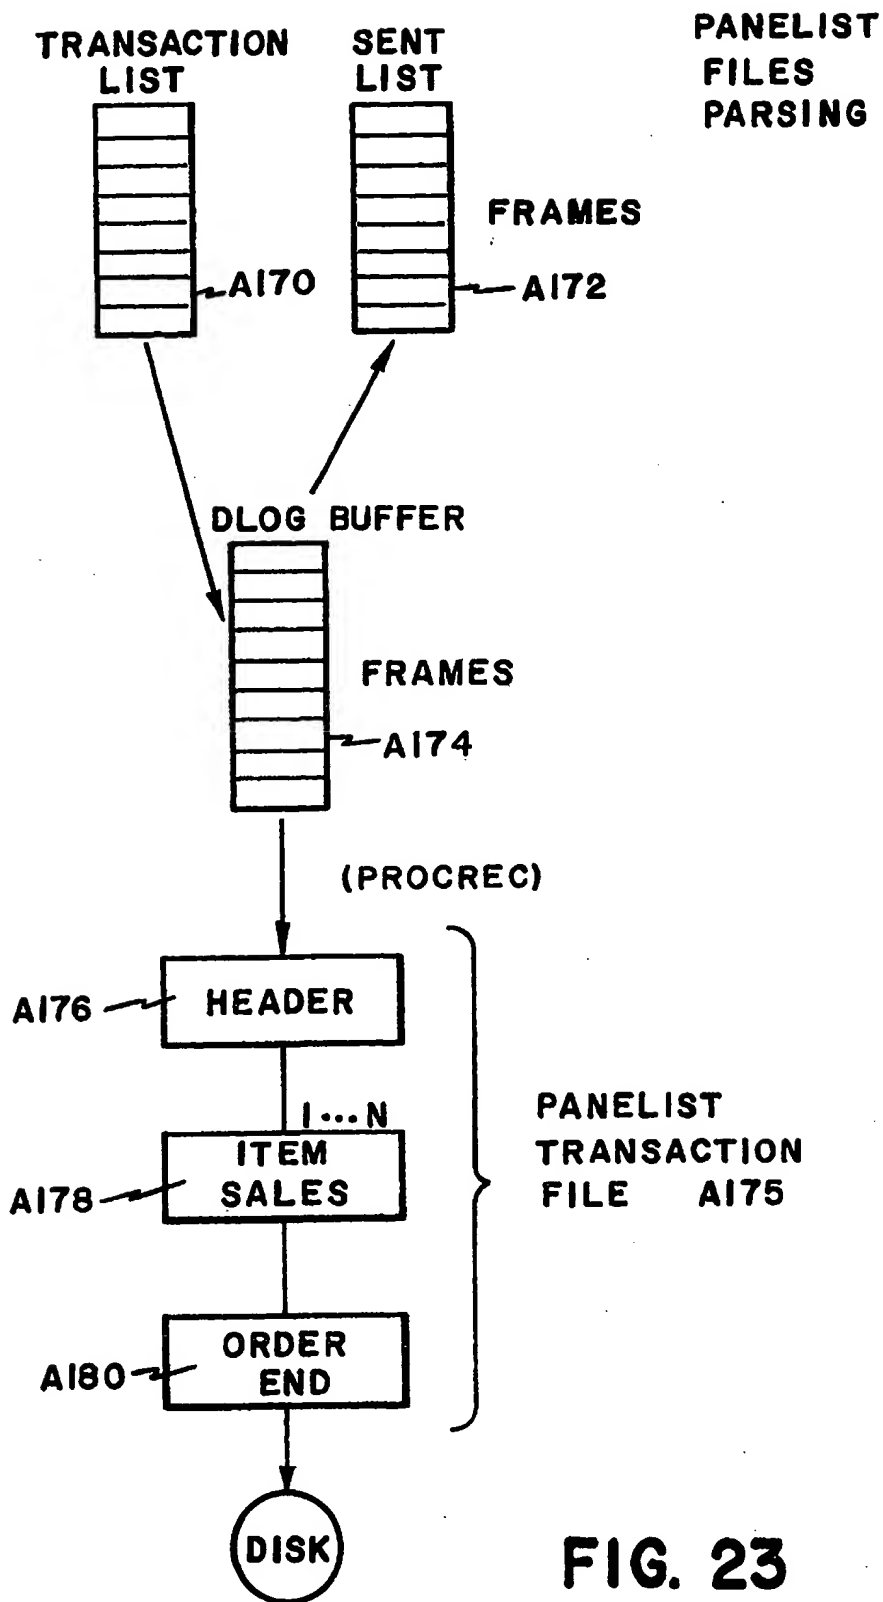 TRANSACTION
LIST
SENT
LIST
PANELIST
FILES
PARSING
FRAMES
A170
A172
DLOG BUFFER
FRAMES
A174
(PROCREC)
A176
HEADER
1•••N
A178
ITEM
SALES
PANELIST
TRANSACTION
FILE A175
A180
ORDER
END
DISK
FIG. 23